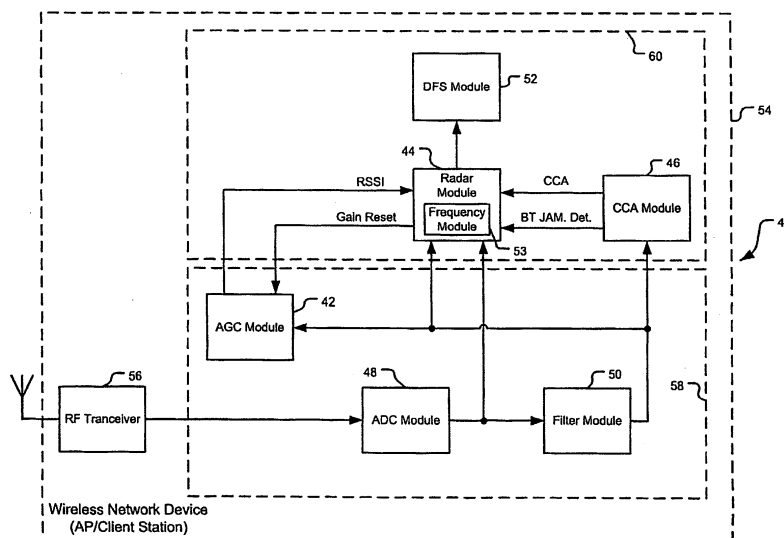 60
DFS Module
52
54
44
RSSI
Radar
Module
CCA
46
CCA Module
Gain Reset
Frequency
Module
BT JAM. Det.
53
4
AGC Module
42
56
RF Tranceiver
48
ADC Module
50
Filter Module
58
Wireless Network Device
(AP/Client Station)